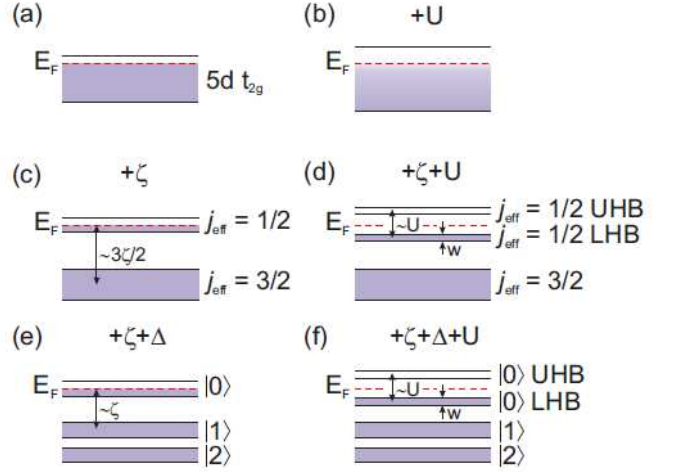 (a)
E_F
5d t_2g
(b)
+U
E_F
(c)
+ζ
E_F
j_eff = 1/2
~3ζ/2
j_eff = 3/2
(d)
+ζ+U
E_F
~U
j_eff = 1/2 UHB
j_eff = 1/2 LHB
w
j_eff = 3/2
(e)
+ζ+Δ
E_F
|0⟩
~ζ
|1⟩
|2⟩
(f)
+ζ+Δ+U
E_F
~U
|0⟩ UHB
|0⟩ LHB
w
|1⟩
|2⟩